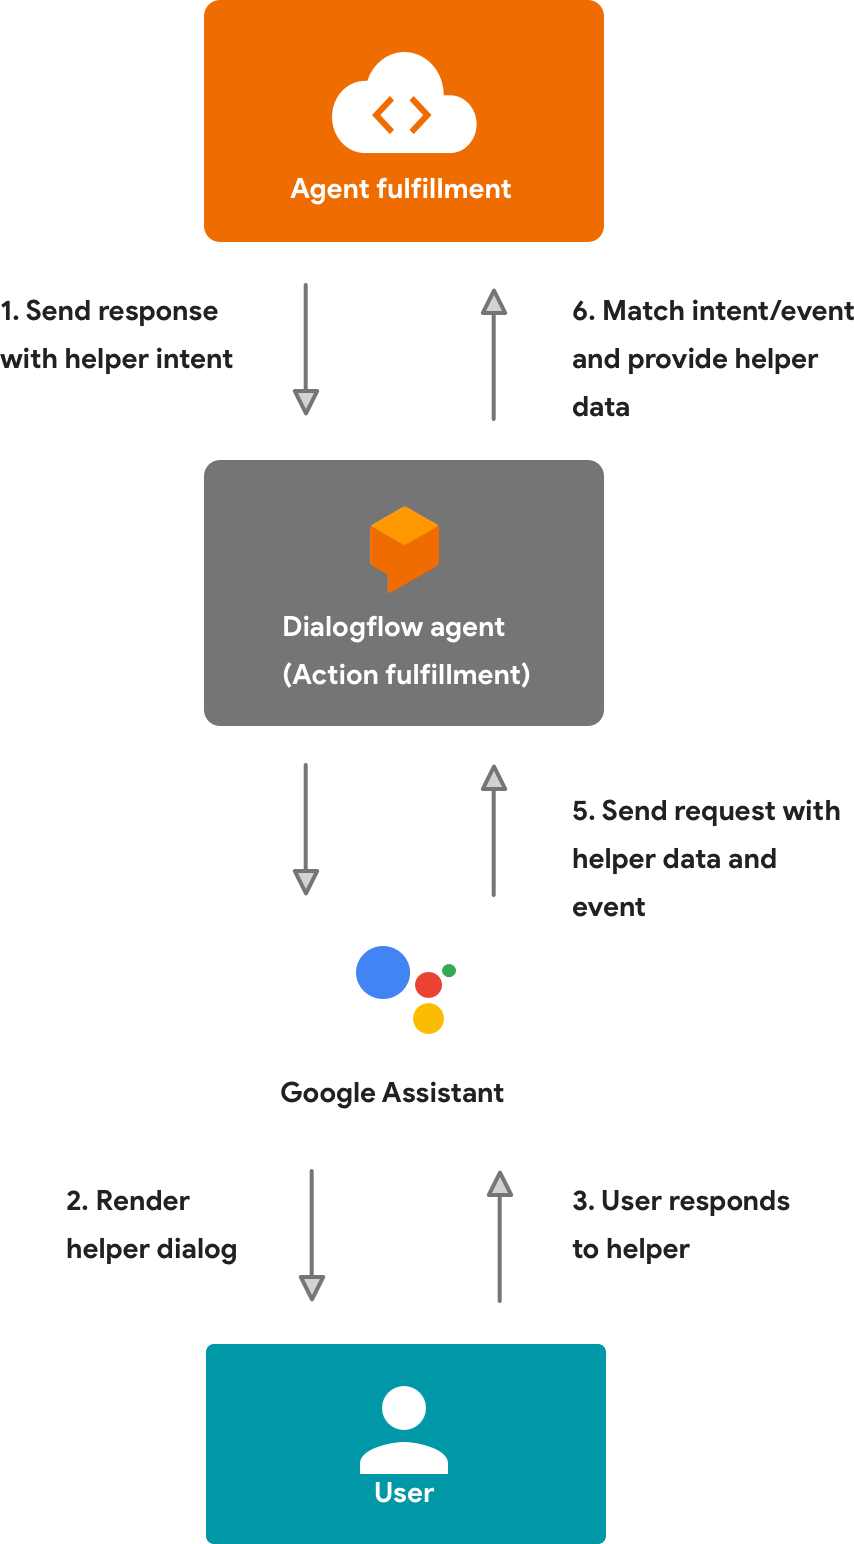 Agent fulfillment
1. Send response
with helper intent
6. Match intent/event
and provide helper
data
Dialogflow agent
(Action fulfillment)
5. Send request with
helper data and
event
Google Assistant
2. Render
helper dialog
3. User responds
to helper
User